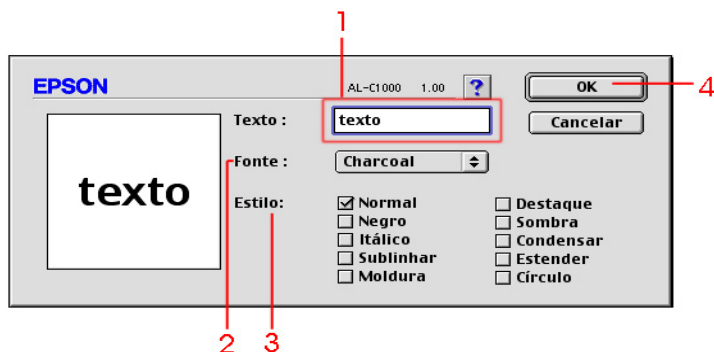 1
EPSON
AL-C1000 1.00 ?
OK
4
Texto :
texto
Cancelar
Fonte :
Charcoal
texto
Estilo:
Normal
Destaque
Negro
Sombra
Itálico
Condensar
Sublinhar
Estender
Moldura
Círculo
2
3